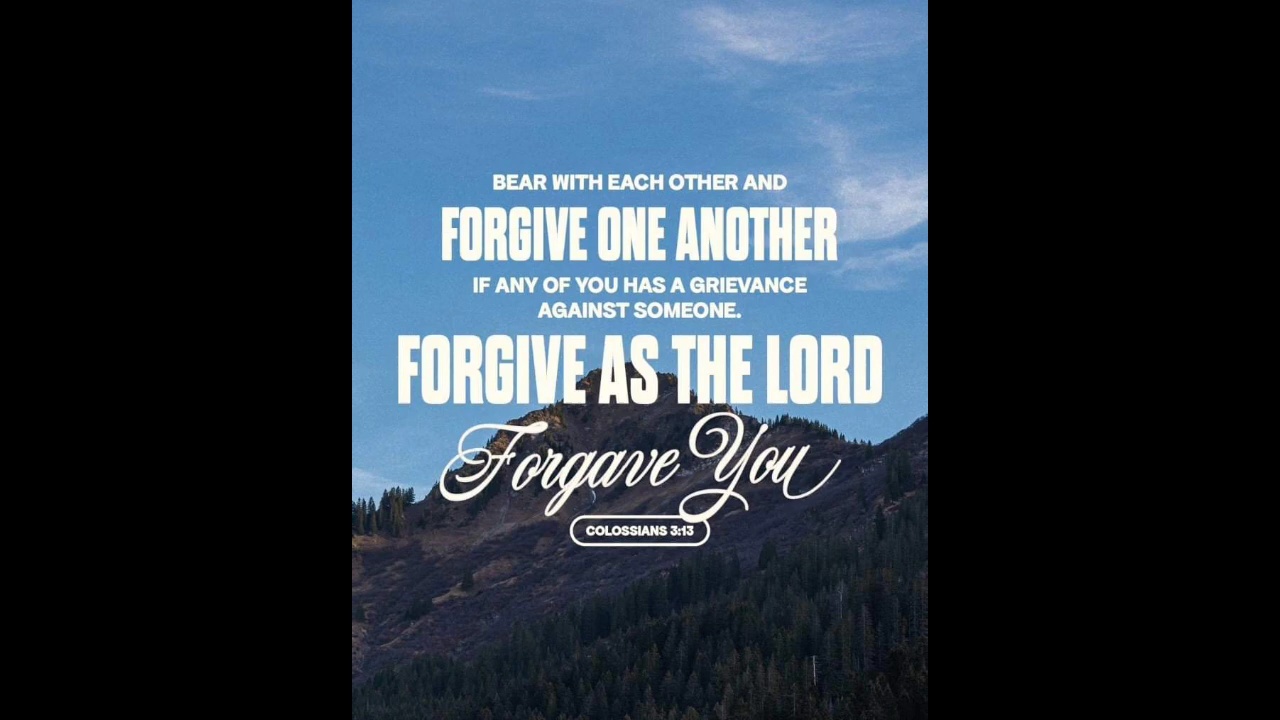 BEAR WITH EACH OTHER AND
FORGIVE ONE ANOTHER
IF ANY OF YOU HAS A GRIEVANCE
AGAINST SOMEONE.
FORGIVE AS THE LORD
Forgave You
COLOSSIANS 3:13